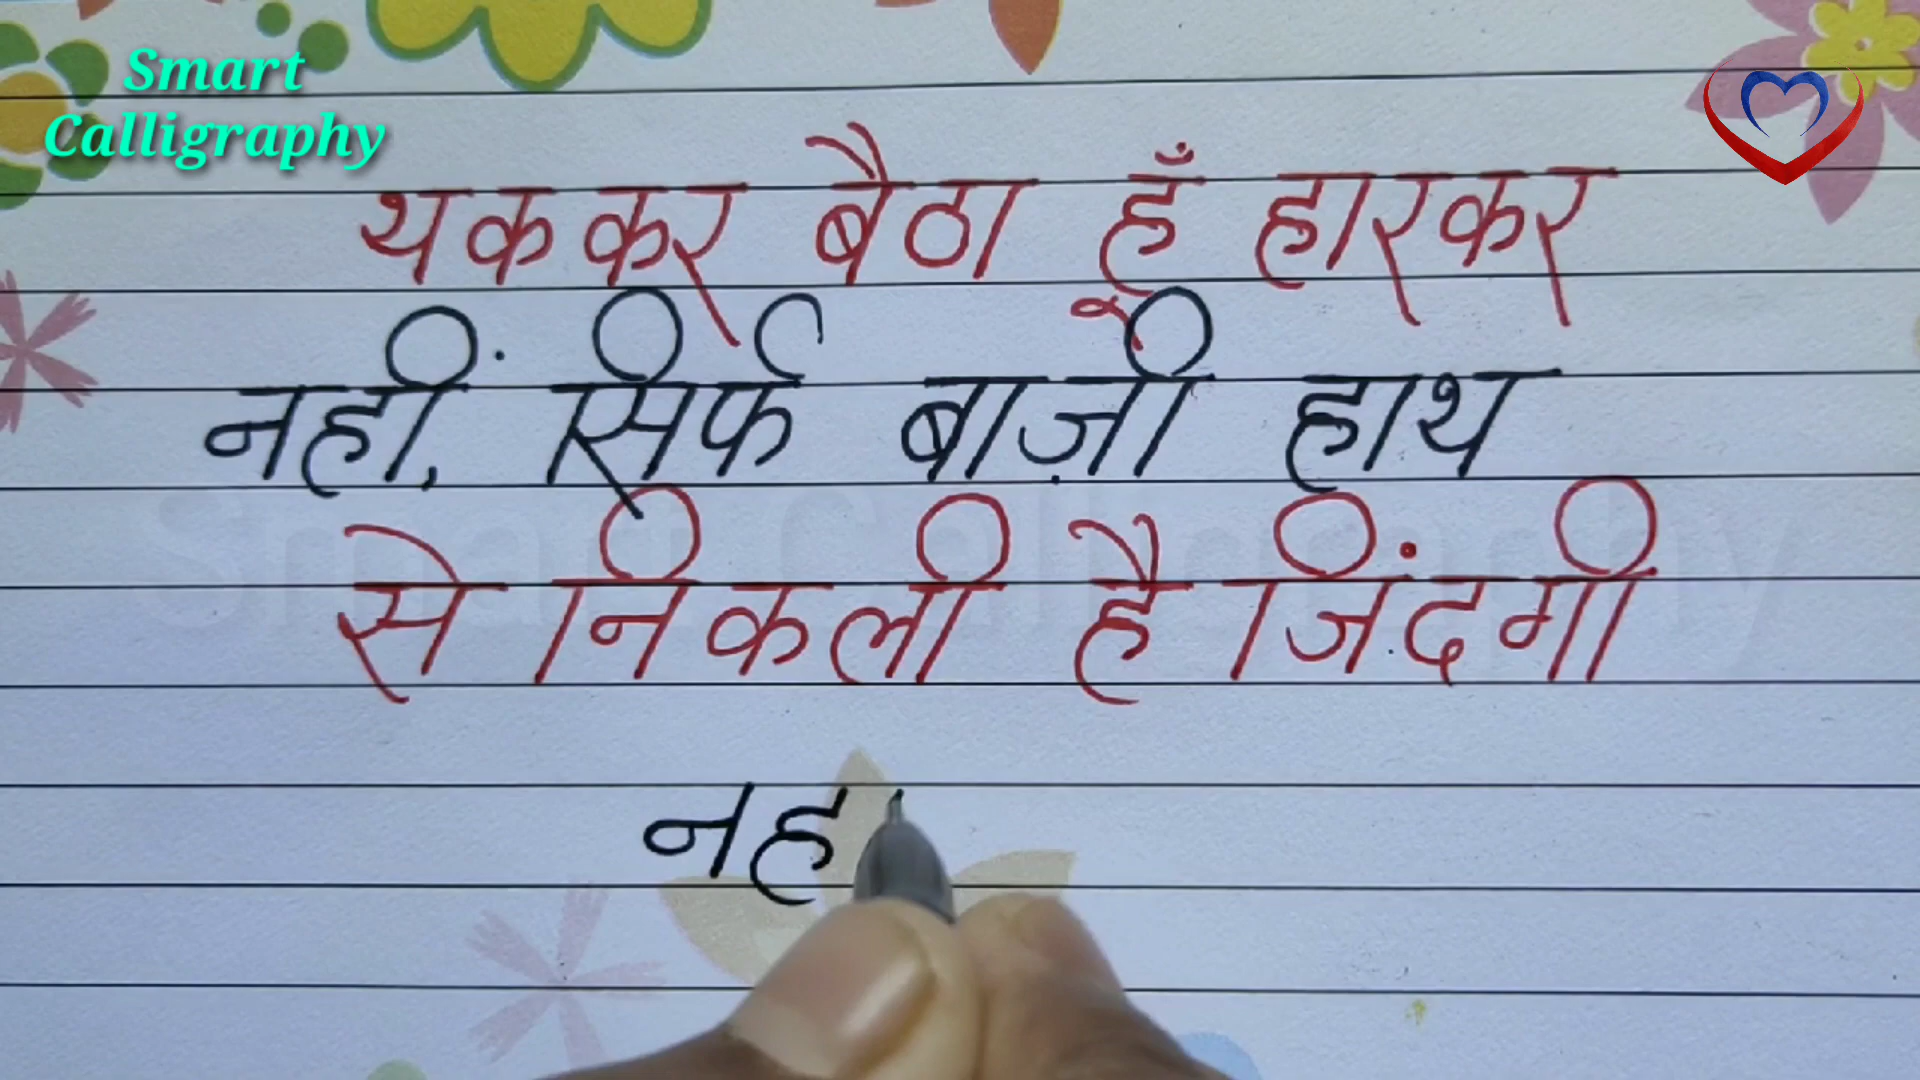 Smart
Calligraphy
थककर बैठा हूँ हारकर
नहीं, सिर्फ बाज़ी हाथ
से निकली है जिंदगी
नह